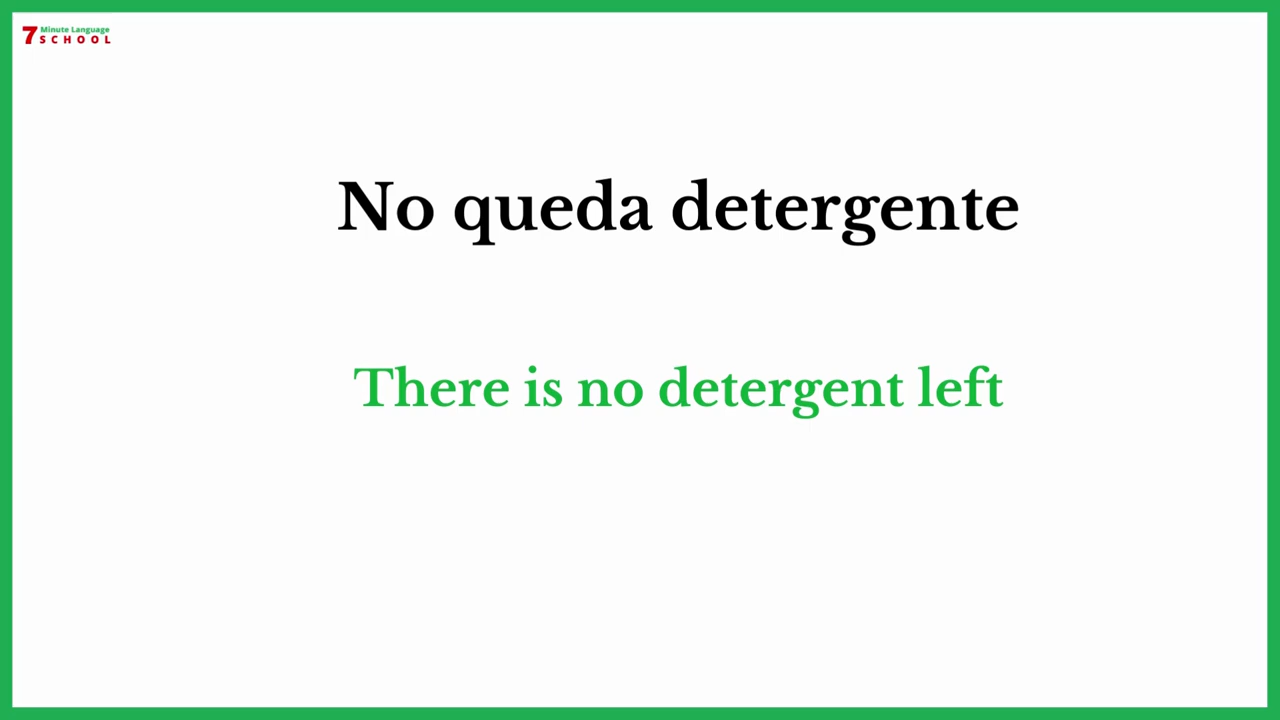 7 Minute Language
SCHOOL
No queda detergente
There is no detergent left